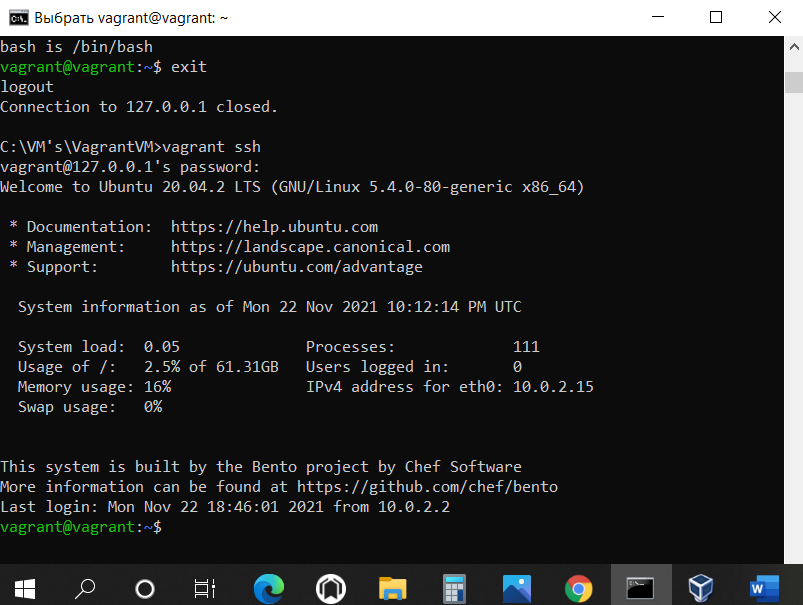 Выбрать vagrant@vagrant: ~
bash is /bin/bash
vagrant@vagrant:~$ exit
logout
Connection to 127.0.0.1 closed.
C:\VM's\VagrantVM>vagrant ssh
vagrant@127.0.0.1's password:
Welcome to Ubuntu 20.04.2 LTS (GNU/Linux 5.4.0-80-generic x86_64)
* Documentation:  https://help.ubuntu.com
* Management:     https://landscape.canonical.com
* Support:        https://ubuntu.com/advantage
System information as of Mon 22 Nov 2021 10:12:14 PM UTC
System load:  0.05               Processes:             111
Usage of /:   2.5% of 61.31GB   Users logged in:       0
Memory usage: 16%               IPv4 address for eth0: 10.0.2.15
Swap usage:   0%
This system is built by the Bento project by Chef Software
More information can be found at https://github.com/chef/bento
Last login: Mon Nov 22 18:46:01 2021 from 10.0.2.2
vagrant@vagrant:~$